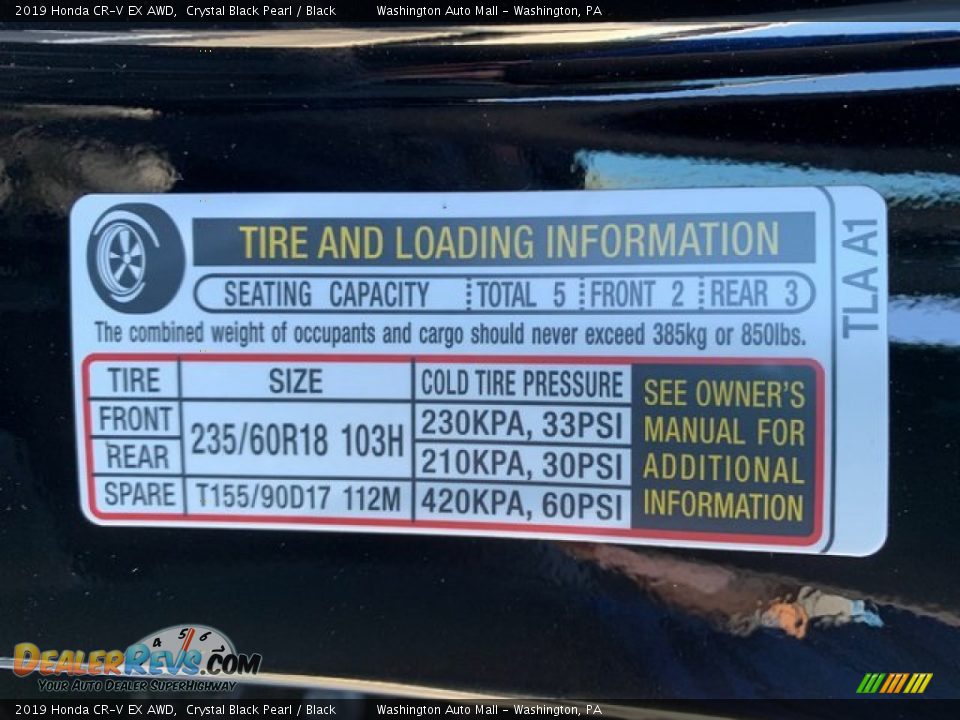 2019 Honda CR-V EX AWD, Crystal Black Pearl / Black Washington Auto Mall - Washington, PA
TIRE AND LOADING INFORMATION
SEATING CAPACITY TOTAL 5 FRONT 2 REAR 3
The combined weight of occupants and cargo should never exceed 385kg or 850lbs.
TLA A1
TIRE SIZE COLD TIRE PRESSURE
FRONT 235/60R18 103H 230KPA, 33PSI
REAR 210KPA, 30PSI
SPARE T155/90D17 112M 420KPA, 60PSI
SEE OWNER'S
MANUAL FOR
ADDITIONAL
INFORMATION
4 5 6
DEALERREVS.COM
YOUR AUTO DEALER SUPERHIGHWAY
2019 Honda CR-V EX AWD, Crystal Black Pearl / Black Washington Auto Mall - Washington, PA